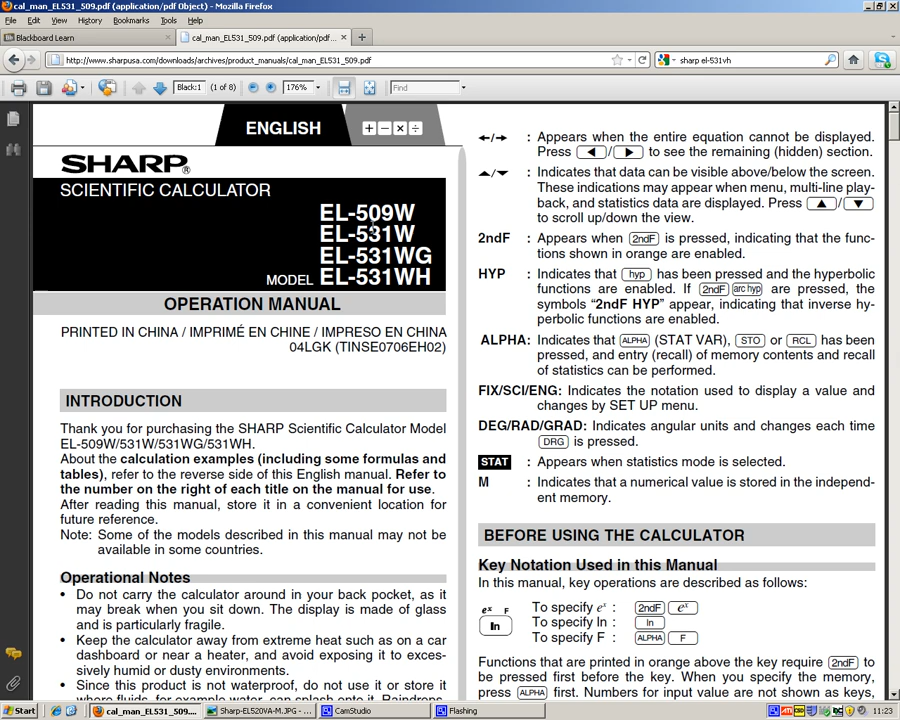 cal_man_EL531_509.pdf (application/pdf Object) - Mozilla Firefox
File Edit View History Bookmarks Tools Help
Blackboard Learn × cal_man_EL531_509.pdf (application/pdf... × +
http://www.sharpusa.com/downloads/archives/product_manuals/cal_man_EL531_509.pdf sharp el-531vh
Black:1 (1 of 8) 176% Find
ENGLISH + − × ÷
SHARP®
SCIENTIFIC CALCULATOR
EL-509W
EL-531W
EL-531WG
MODEL EL-531WH
OPERATION MANUAL
PRINTED IN CHINA / IMPRIMÉ EN CHINE / IMPRESO EN CHINA
04LGK (TINSE0706EH02)
INTRODUCTION
Thank you for purchasing the SHARP Scientific Calculator Model
EL-509W/531W/531WG/531WH.
About the calculation examples (including some formulas and
tables), refer to the reverse side of this English manual. Refer to
the number on the right of each title on the manual for use.
After reading this manual, store it in a convenient location for
future reference.
Note: Some of the models described in this manual may not be
available in some countries.
Operational Notes
• Do not carry the calculator around in your back pocket, as it
may break when you sit down. The display is made of glass
and is particularly fragile.
• Keep the calculator away from extreme heat such as on a car
dashboard or near a heater, and avoid exposing it to exces-
sively humid or dusty environments.
• Since this product is not waterproof, do not use it or store it
where fluids, for example water, can splash onto it. Raindrops,
←/→ : Appears when the entire equation cannot be displayed.
Press ◀ / ▶ to see the remaining (hidden) section.
▲/▼ : Indicates that data can be visible above/below the screen.
These indications may appear when menu, multi-line play-
back, and statistics data are displayed. Press ▲ / ▼
to scroll up/down the view.
2ndF : Appears when 2ndF is pressed, indicating that the func-
tions shown in orange are enabled.
HYP : Indicates that hyp has been pressed and the hyperbolic
functions are enabled. If 2ndF arc hyp are pressed, the
symbols “2ndF HYP” appear, indicating that inverse hy-
perbolic functions are enabled.
ALPHA: Indicates that ALPHA (STAT VAR), STO or RCL has been
pressed, and entry (recall) of memory contents and recall
of statistics can be performed.
FIX/SCI/ENG: Indicates the notation used to display a value and
changes by SET UP menu.
DEG/RAD/GRAD: Indicates angular units and changes each time
DRG is pressed.
STAT : Appears when statistics mode is selected.
M : Indicates that a numerical value is stored in the independ-
ent memory.
BEFORE USING THE CALCULATOR
Key Notation Used in this Manual
In this manual, key operations are described as follows:
eˣ F To specify eˣ : 2ndF eˣ
ln To specify ln : ln
To specify F : ALPHA F
Functions that are printed in orange above the key require 2ndF to
be pressed first before the key. When you specify the memory,
press ALPHA first. Numbers for input value are not shown as keys,
Start cal_man_EL531_509.... Sharp-EL520VA-M.JPG -... CamStudio Flashing 11:23